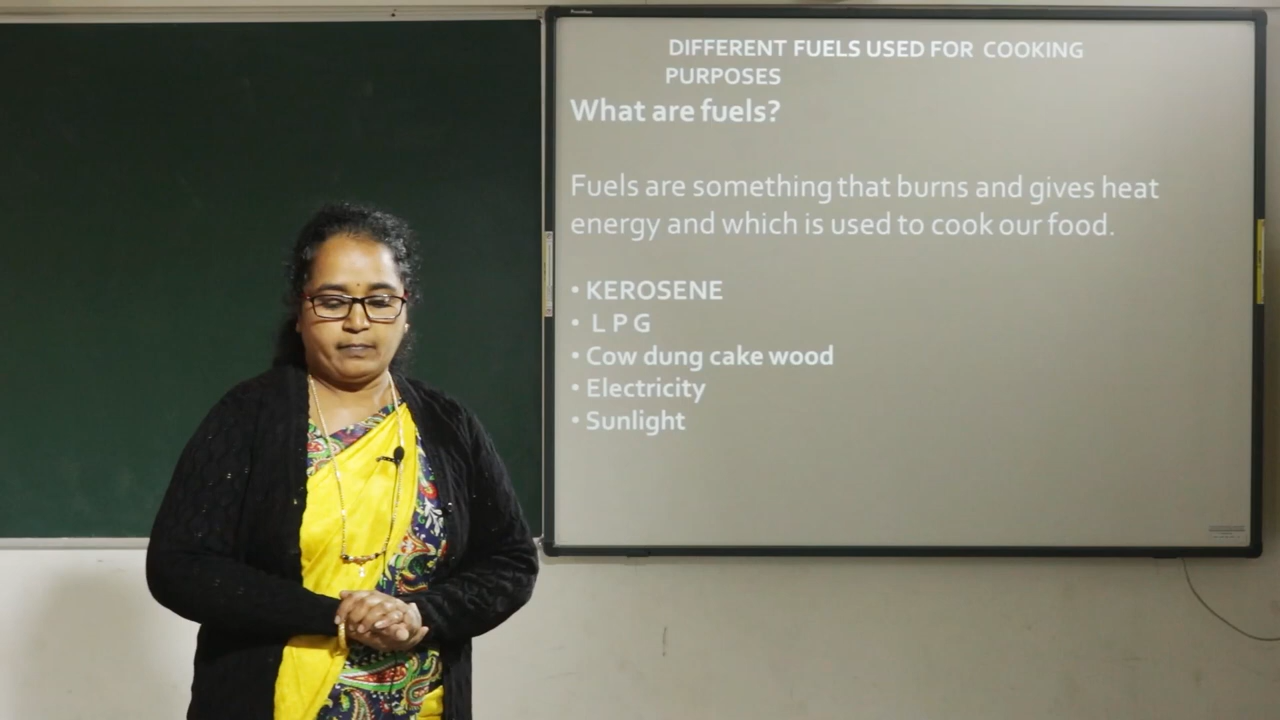 DIFFERENT FUELS USED FOR COOKING
PURPOSES
What are fuels?
Fuels are something that burns and gives heat
energy and which is used to cook our food.
• KEROSENE
• L P G
• Cow dung cake wood
• Electricity
• Sunlight